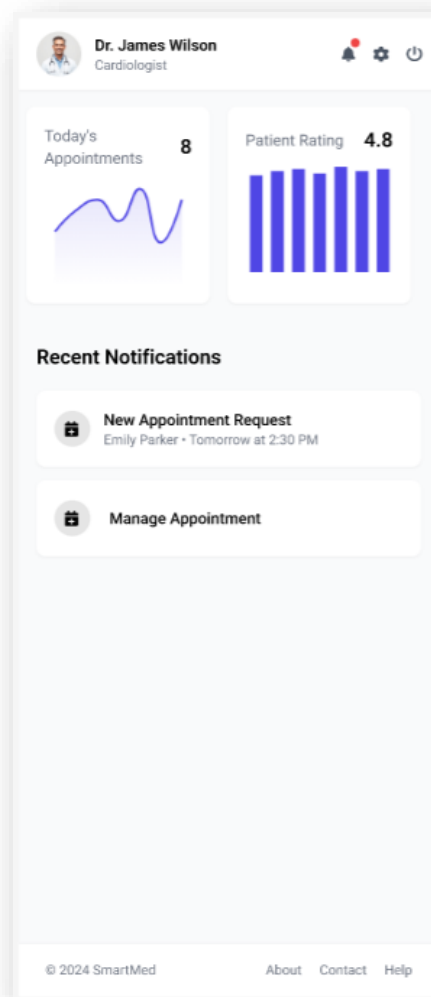 Dr. James Wilson
Cardiologist
Today's
Appointments
8
Patient Rating
4.8
Recent Notifications
New Appointment Request
Emily Parker • Tomorrow at 2:30 PM
Manage Appointment
© 2024 SmartMed
About
Contact
Help